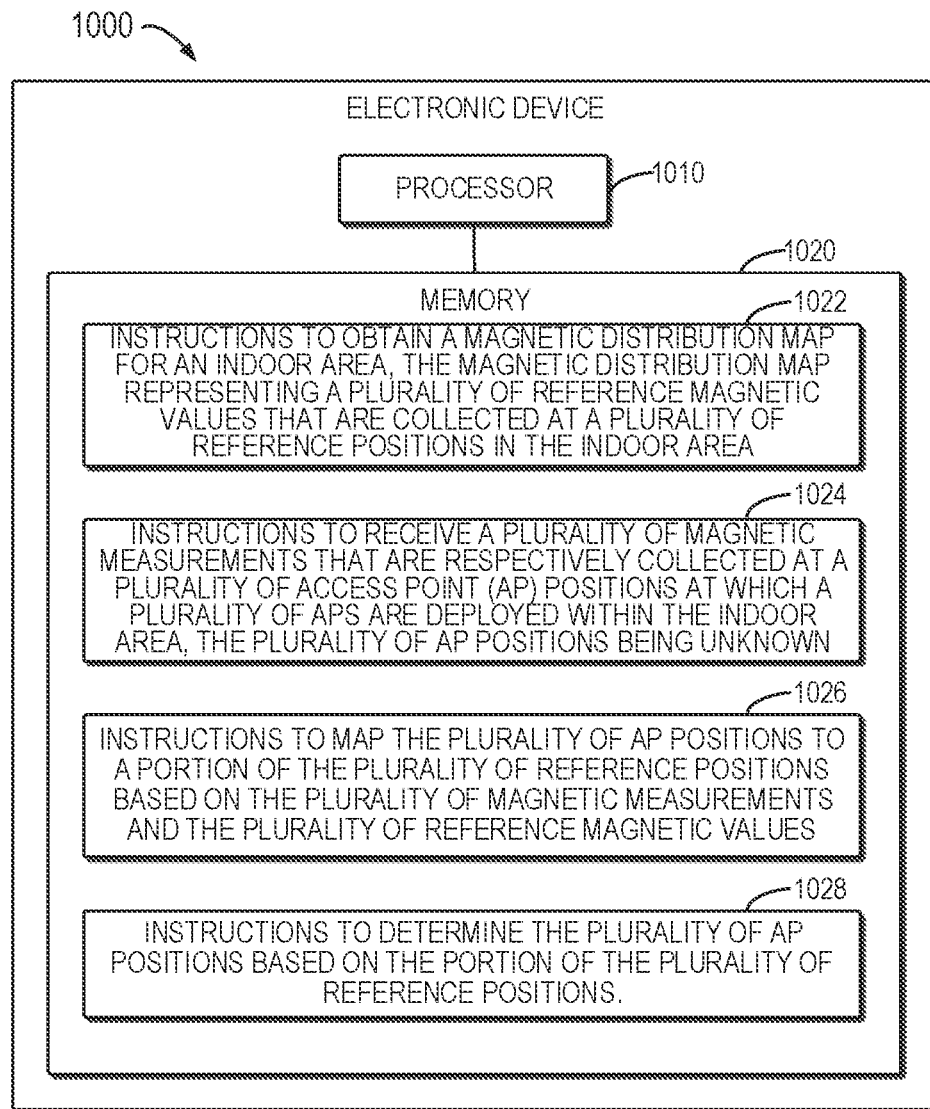 1000
ELECTRONIC DEVICE
PROCESSOR
1010
1020
MEMORY
1022
INSTRUCTIONS TO OBTAIN A MAGNETIC DISTRIBUTION MAP
FOR AN INDOOR AREA, THE MAGNETIC DISTRIBUTION MAP
REPRESENTING A PLURALITY OF REFERENCE MAGNETIC
VALUES THAT ARE COLLECTED AT A PLURALITY OF
REFERENCE POSITIONS IN THE INDOOR AREA
1024
INSTRUCTIONS TO RECEIVE A PLURALITY OF MAGNETIC
MEASUREMENTS THAT ARE RESPECTIVELY COLLECTED AT A
PLURALITY OF ACCESS POINT (AP) POSITIONS AT WHICH A
PLURALITY OF APS ARE DEPLOYED WITHIN THE INDOOR
AREA, THE PLURALITY OF AP POSITIONS BEING UNKNOWN
1026
INSTRUCTIONS TO MAP THE PLURALITY OF AP POSITIONS TO
A PORTION OF THE PLURALITY OF REFERENCE POSITIONS
BASED ON THE PLURALITY OF MAGNETIC MEASUREMENTS
AND THE PLURALITY OF REFERENCE MAGNETIC VALUES
1028
INSTRUCTIONS TO DETERMINE THE PLURALITY OF AP
POSITIONS BASED ON THE PORTION OF THE PLURALITY OF
REFERENCE POSITIONS.